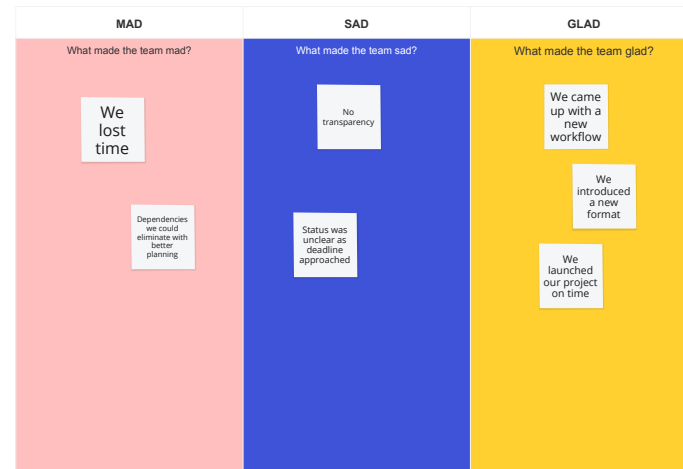 MAD
SAD
GLAD
What made the team mad?
What made the team sad?
What made the team glad?
We
lost
time
Dependencies
we could
eliminate with
better
planning
No
transparency
Status was
unclear as
deadline
approached
We came
up with a
new
workflow
We
introduced
a new
format
We
launched
our project
on time